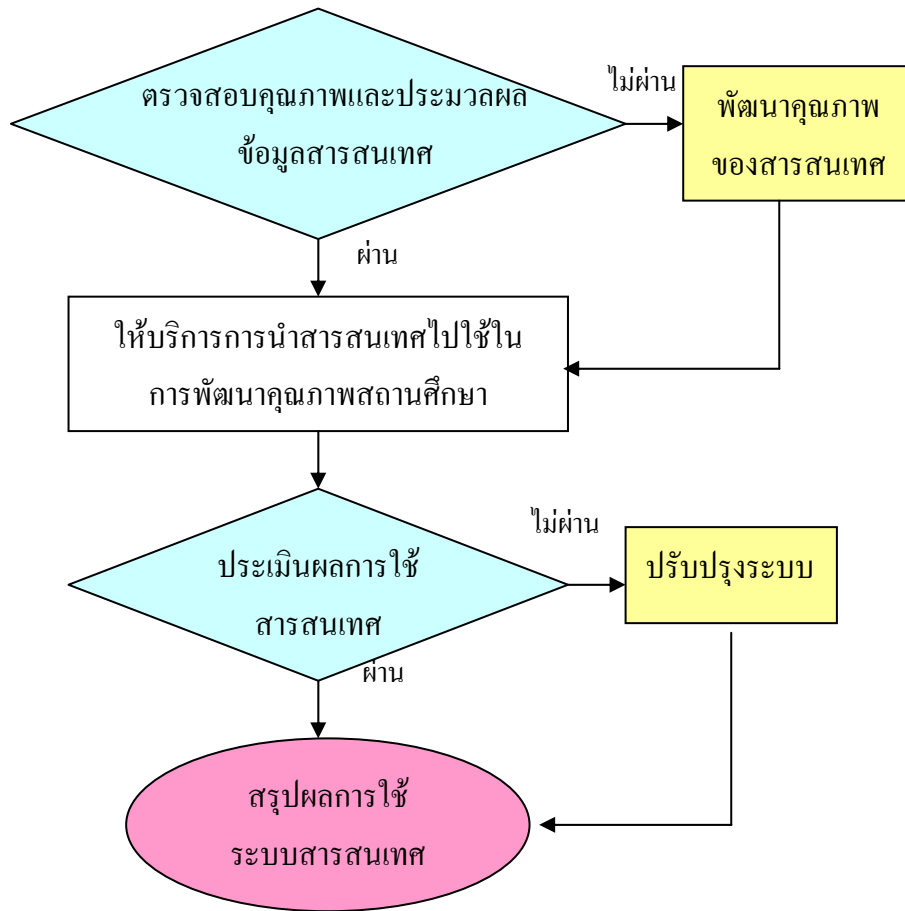 ตรวจสอบคุณภาพและประมวลผล
ข้อมูลสารสนเทศ
ไม่ผ่าน
พัฒนาคุณภาพ
ของสารสนเทศ
ผ่าน
ให้บริการการนำสารสนเทศไปใช้ใน
การพัฒนาคุณภาพสถานศึกษา
ไม่ผ่าน
ประเมินผลการใช้
สารสนเทศ
ปรับปรุงระบบ
ผ่าน
สรุปผลการใช้
ระบบสารสนเทศ